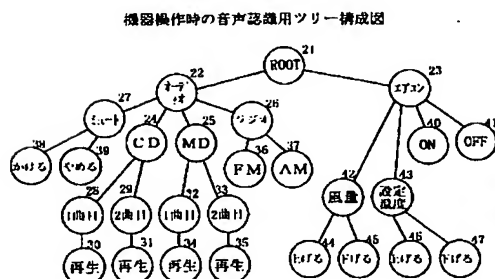 機器操作時の音声認識用ツリー構成図
21
ROOT
22
オーディオ
23
エアコン
27
ミュート
24
CD
25
MD
26
ラジオ
40
ON
41
OFF
38
かける
39
やめる
36
FM
37
AM
42
風量
43
設定温度
28
1曲目
29
2曲目
32
1曲目
33
2曲目
30
再生
31
再生
34
再生
35
再生
44
上げる
45
下げる
46
上げる
47
下げる